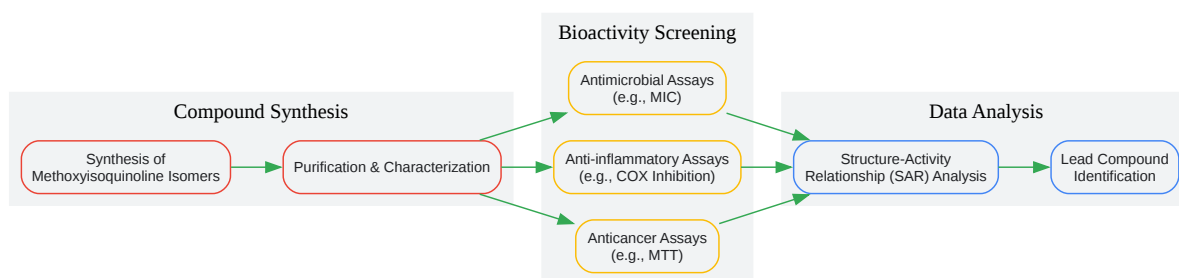 Compound Synthesis
Synthesis of
Methoxyisoquinoline Isomers
Purification & Characterization
Bioactivity Screening
Antimicrobial Assays
(e.g., MIC)
Anti-inflammatory Assays
(e.g., COX Inhibition)
Anticancer Assays
(e.g., MTT)
Data Analysis
Structure-Activity
Relationship (SAR) Analysis
Lead Compound
Identification